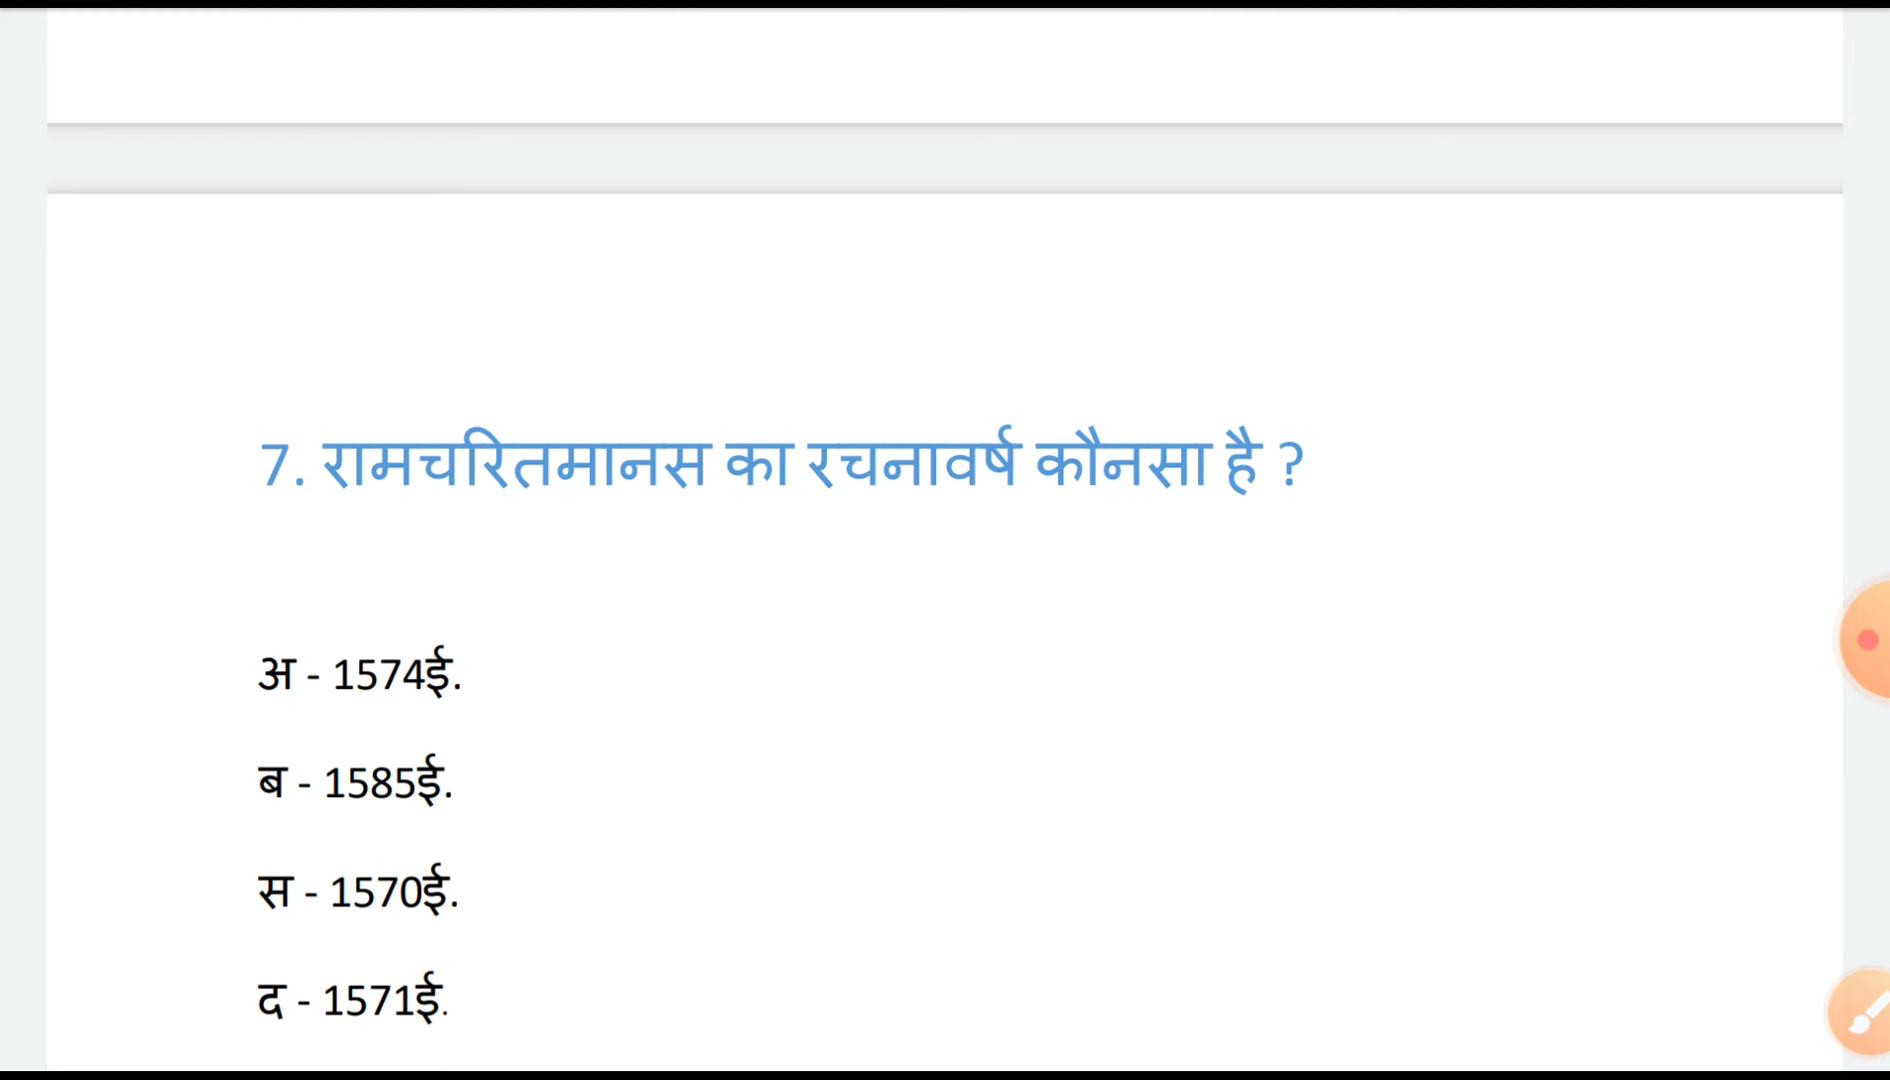 7. रामचरितमानस का रचनावर्ष कौनसा है ?
अ - 1574ई.
ब - 1585ई.
स - 1570ई.
द - 1571ई.